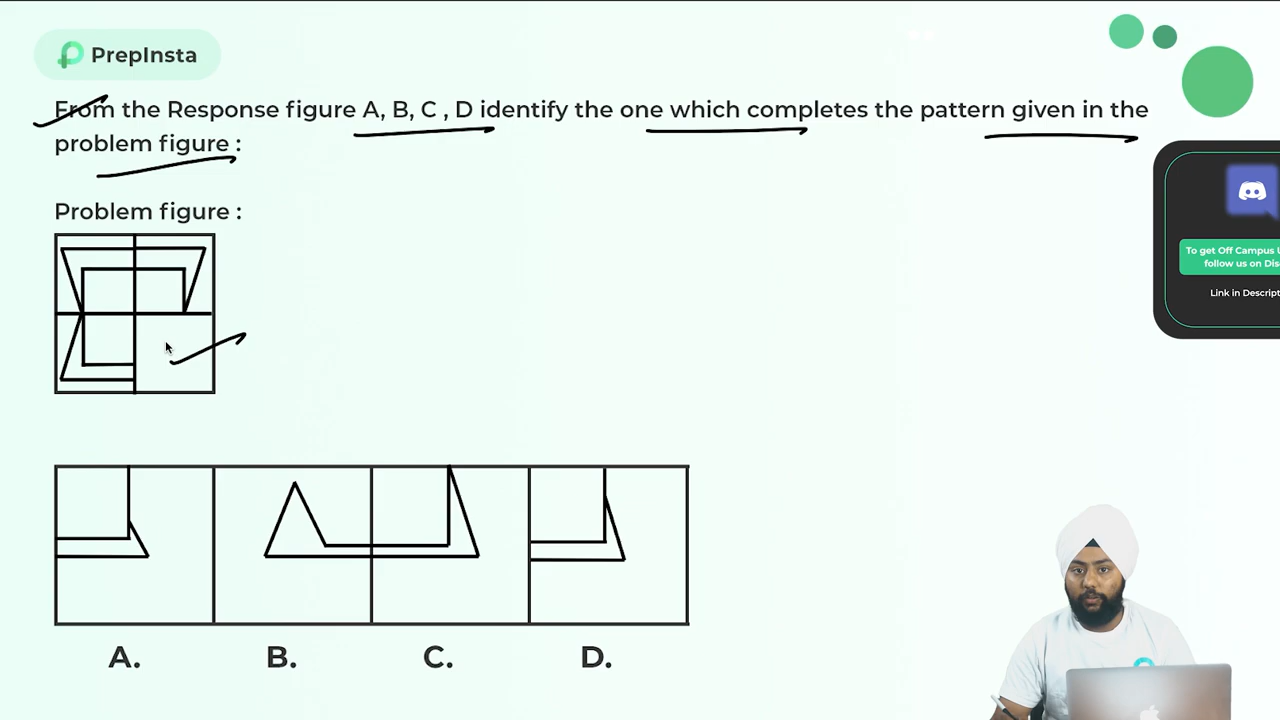 PrepInsta
From the Response figure A, B, C , D identify the one which completes the pattern given in the
problem figure :
Problem figure :
To get Off Campus U
follow us on Dis
Link in Descript
A. B. C. D.